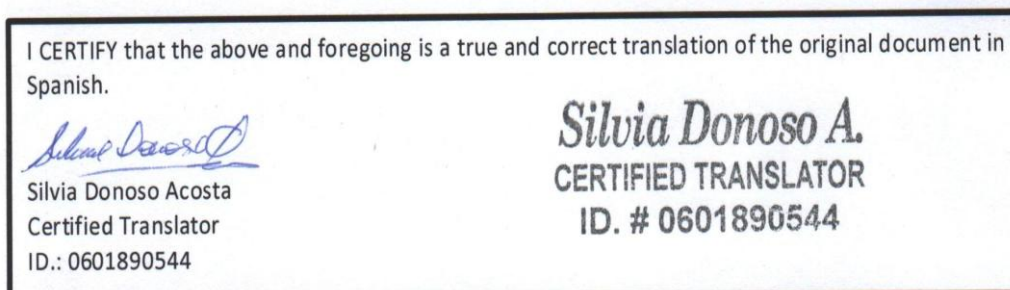 I CERTIFY that the above and foregoing is a true and correct translation of the original document in
Spanish.
Silvia Donoso A.
CERTIFIED TRANSLATOR
ID. # 0601890544
Silvia Donoso Acosta
Certified Translator
ID.: 0601890544